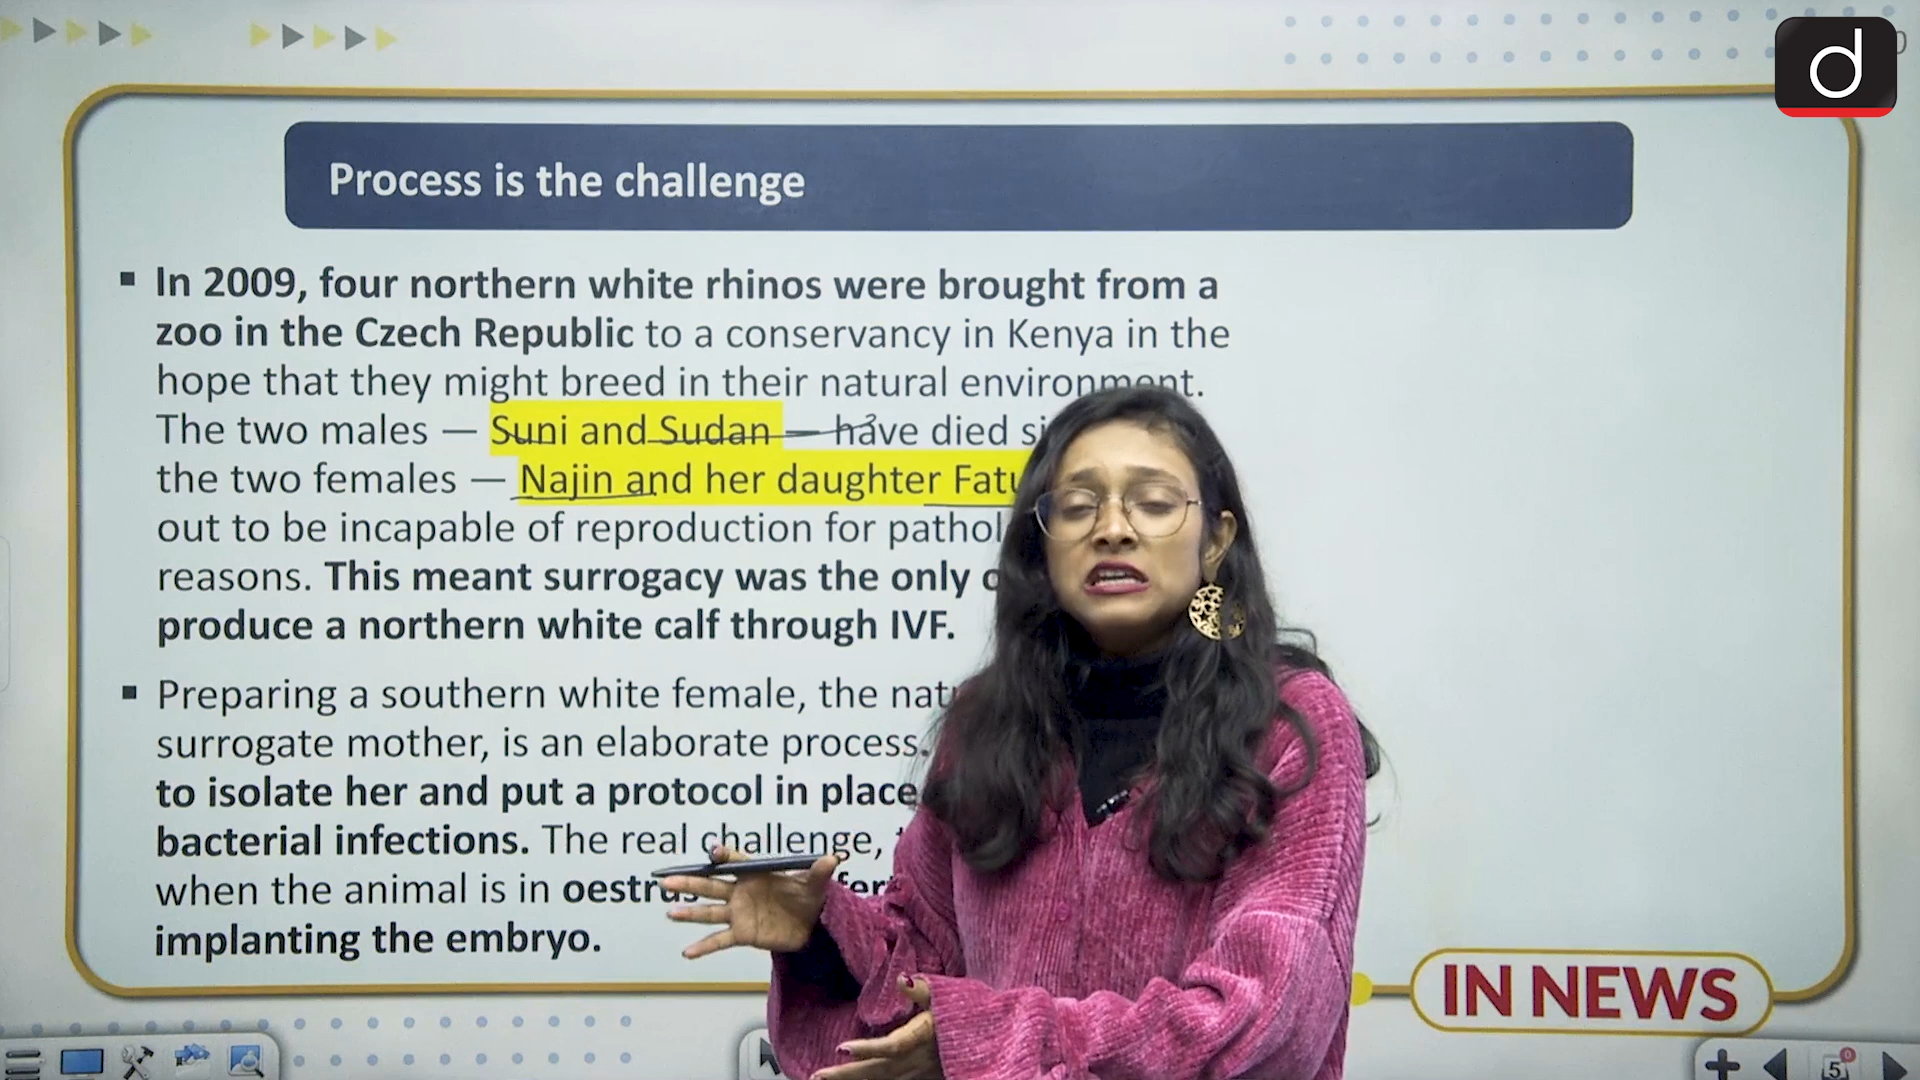 d
Process is the challenge
In 2009, four northern white rhinos were brought from a
zoo in the Czech Republic to a conservancy in Kenya in the
hope that they might breed in their natural environment.
The two males — Suni and Sudan — have died
the two females — Najin and her daughter
out to be incapable of reproduction for
reasons. This meant surrogacy was the only
produce a northern white calf through IVF.
Preparing a southern white female, the
surrogate mother, is an elaborate process.
to isolate her and put a protocol in place
bacterial infections. The real challenge,
when the animal is in oestrus
implanting the embryo.
IN NEWS
5
0